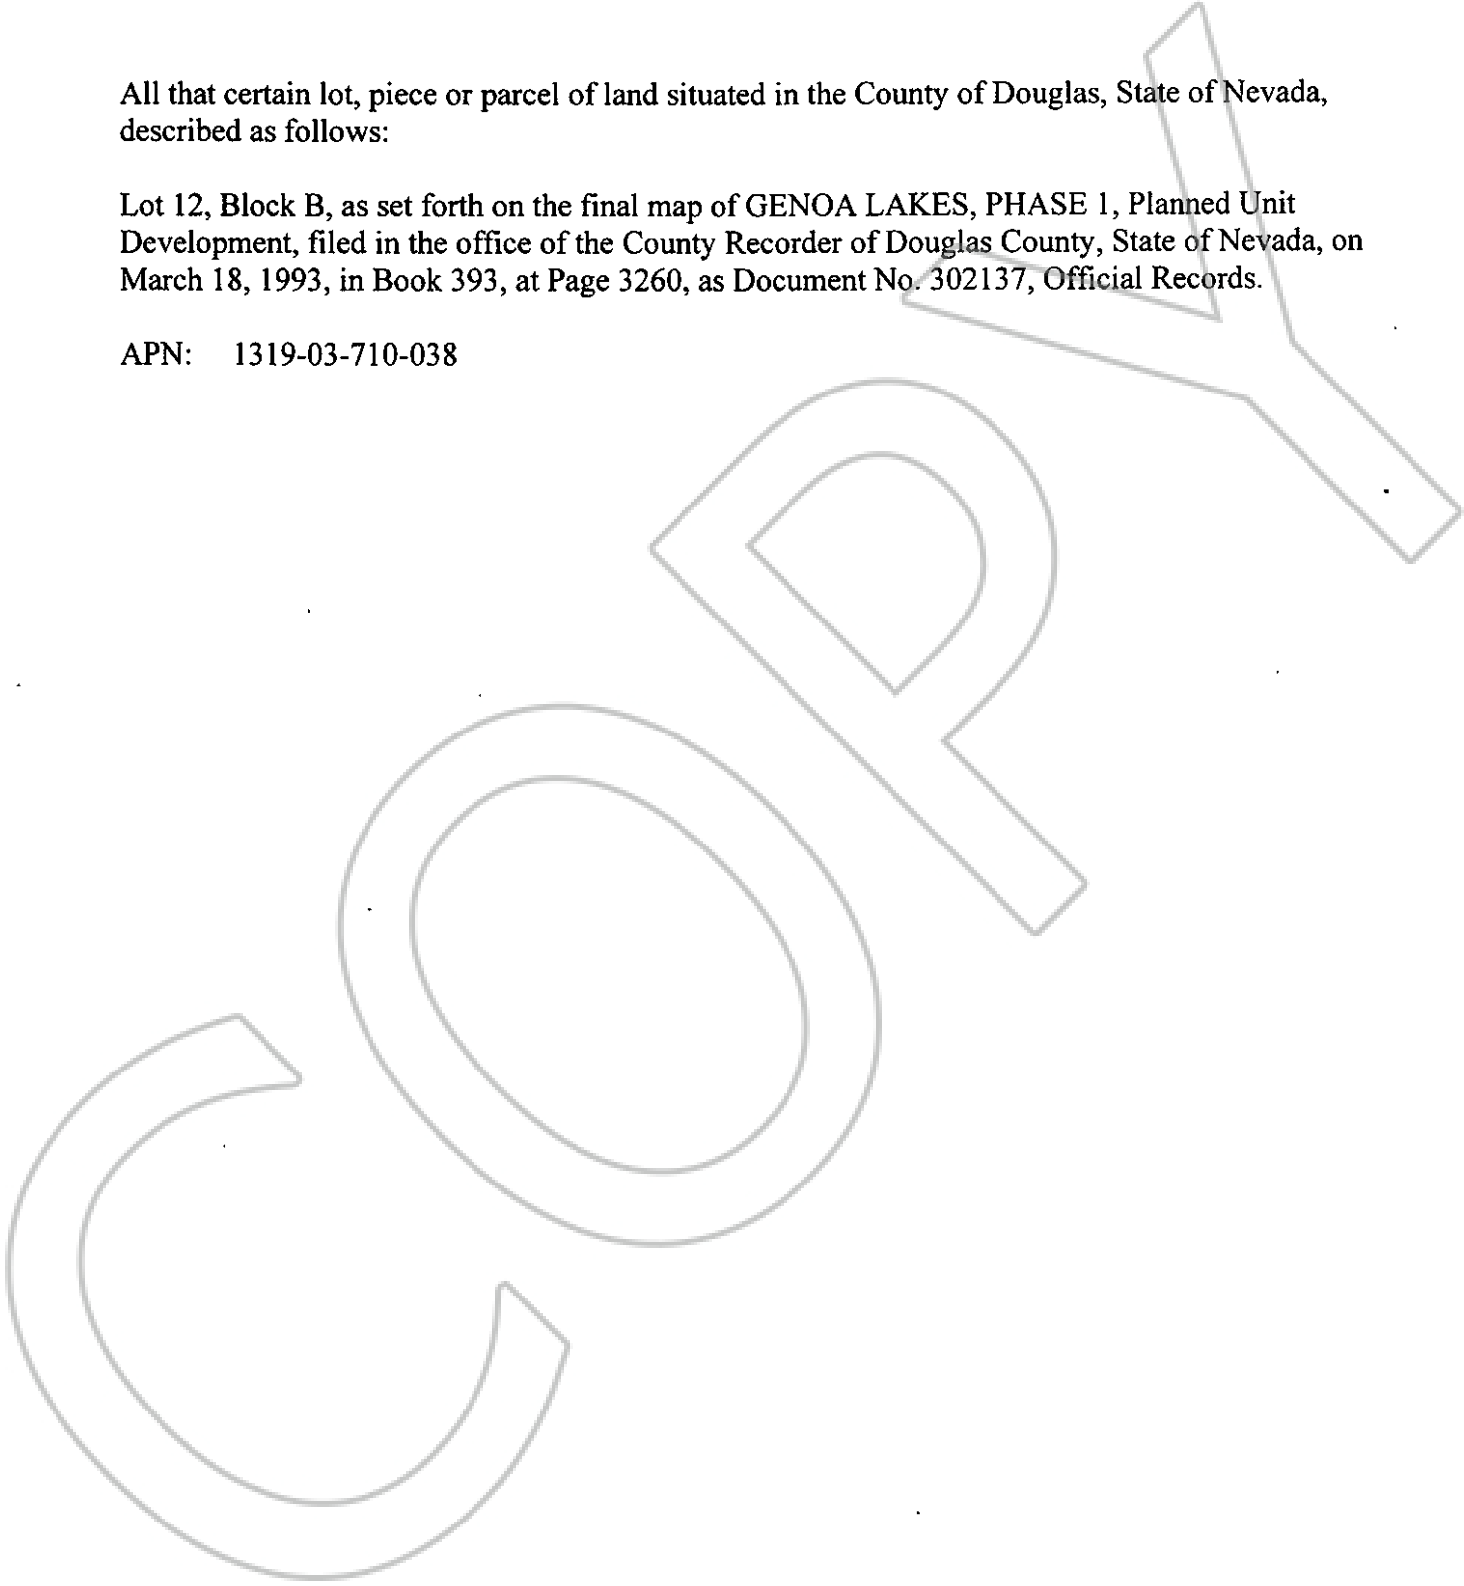 All that certain lot, piece or parcel of land situated in the County of Douglas, State of Nevada,
described as follows:
Lot 12, Block B, as set forth on the final map of GENOA LAKES, PHASE 1, Planned Unit
Development, filed in the office of the County Recorder of Douglas County, State of Nevada, on
March 18, 1993, in Book 393, at Page 3260, as Document No. 302137, Official Records.
APN: 1319-03-710-038
COPY